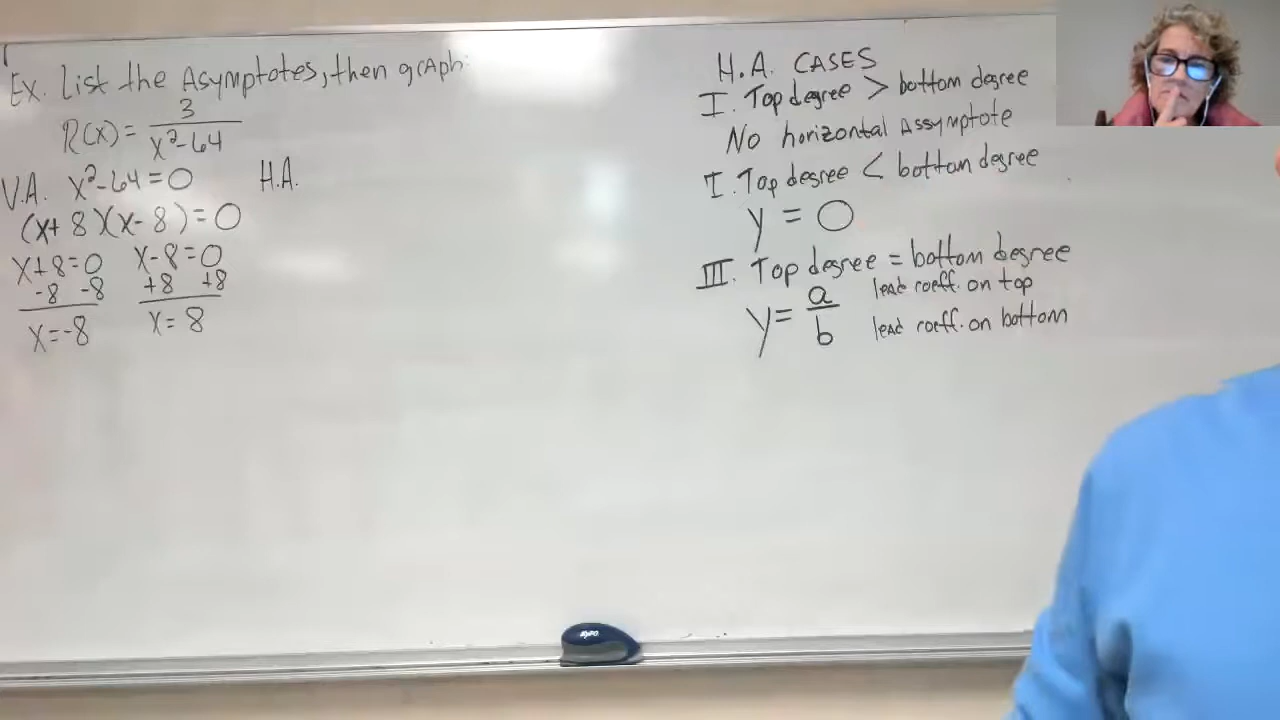 Ex. List the Asymptotes, then graph:
R(x) = 3/(x²-64)
V.A. x²-64=0
(x+8)(x-8)=0
x+8=0 x-8=0
-8 -8 +8 +8
x=-8 x=8
H.A.
H.A. CASES
I. Top degree > bottom degree
No horizontal Assymptote
I. Top degree < bottom degree
y = 0
III. Top degree = bottom degree
y = a/b lead coeff. on top
lead coeff. on bottom
EXPO